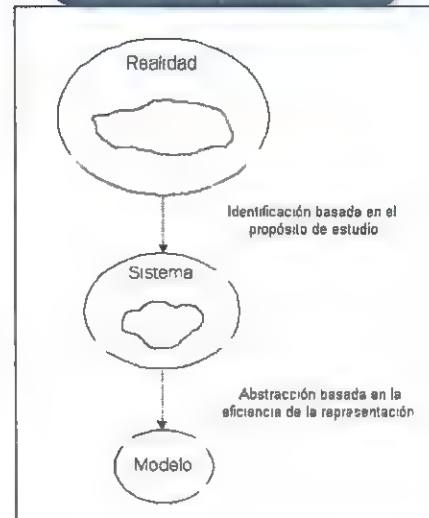 Realidad
Identificación basada en el
propósito de estudio
Sistema
Abstracción basada en la
eficiencia de la representación
Modelo